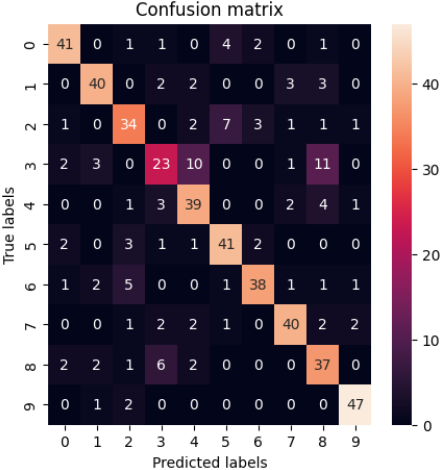 Confusion matrix
True labels
0 41 0 1 1 0 4 2 0 1 0
1 0 40 0 2 2 0 0 3 3 0
2 1 0 34 0 2 7 3 1 1 1
3 2 3 0 23 10 0 0 1 11 0
4 0 0 1 3 39 0 0 2 4 1
5 2 0 3 1 1 41 2 0 0 0
6 1 2 5 0 0 1 38 1 1 1
7 0 0 1 2 2 1 0 40 2 2
8 2 2 1 6 2 0 0 0 37 0
9 0 1 2 0 0 0 0 0 0 47
0 1 2 3 4 5 6 7 8 9
Predicted labels
40
30
20
10
0